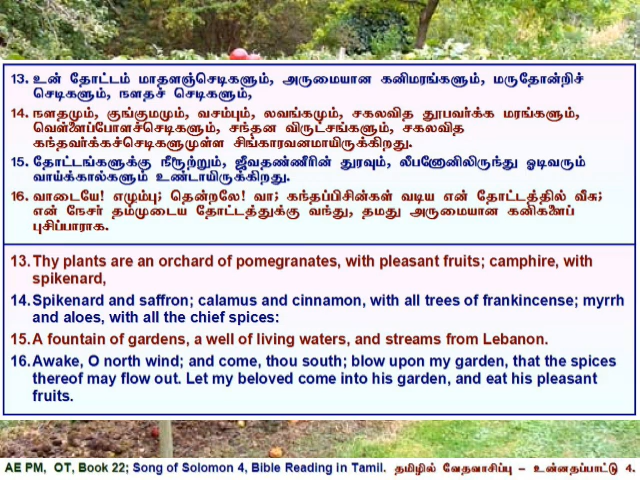 13. உன் தோட்டம் மாதளஞ்செடிகளும், அருமையான கனிமரங்களும், மருதோன்றிச்
செடிகளும், நளதச் செடிகளும்,
14. நளதமும், குங்குமமும், வசம்பும், லவங்கமும், சகலவித தூபவர்க்க மரங்களும்,
வெள்ளைப்போளச்செடிகளும், சந்தன விருட்சங்களும், சகலவித
கந்தவர்க்கச்செடிகளுமுள்ள சிங்காரவனமாயிருக்கிறது.
15. தோட்டங்களுக்கு நீரூற்றும், ஜீவதண்ணீரின் துரவும், லீபனோனிலிருந்து ஓடிவரும்
வாய்க்கால்களும் உண்டாயிருக்கிறது.
16. வாடையே! எழும்பு; தென்றலே! வா; கந்தப்பிசின்கள் வடிய என் தோட்டத்தில் வீசு;
என் நேசர் தம்முடைய தோட்டத்துக்கு வந்து, தமது அருமையான கனிகளைப்
புசிப்பாராக.
13. Thy plants are an orchard of pomegranates, with pleasant fruits; camphire, with
spikenard,
14. Spikenard and saffron; calamus and cinnamon, with all trees of frankincense; myrrh
and aloes, with all the chief spices:
15. A fountain of gardens, a well of living waters, and streams from Lebanon.
16. Awake, O north wind; and come, thou south; blow upon my garden, that the spices
thereof may flow out. Let my beloved come into his garden, and eat his pleasant
fruits.
AE PM, OT, Book 22; Song of Solomon 4, Bible Reading in Tamil. தமிழில் வேதவாசிப்பு – உன்னதப்பாட்டு 4.